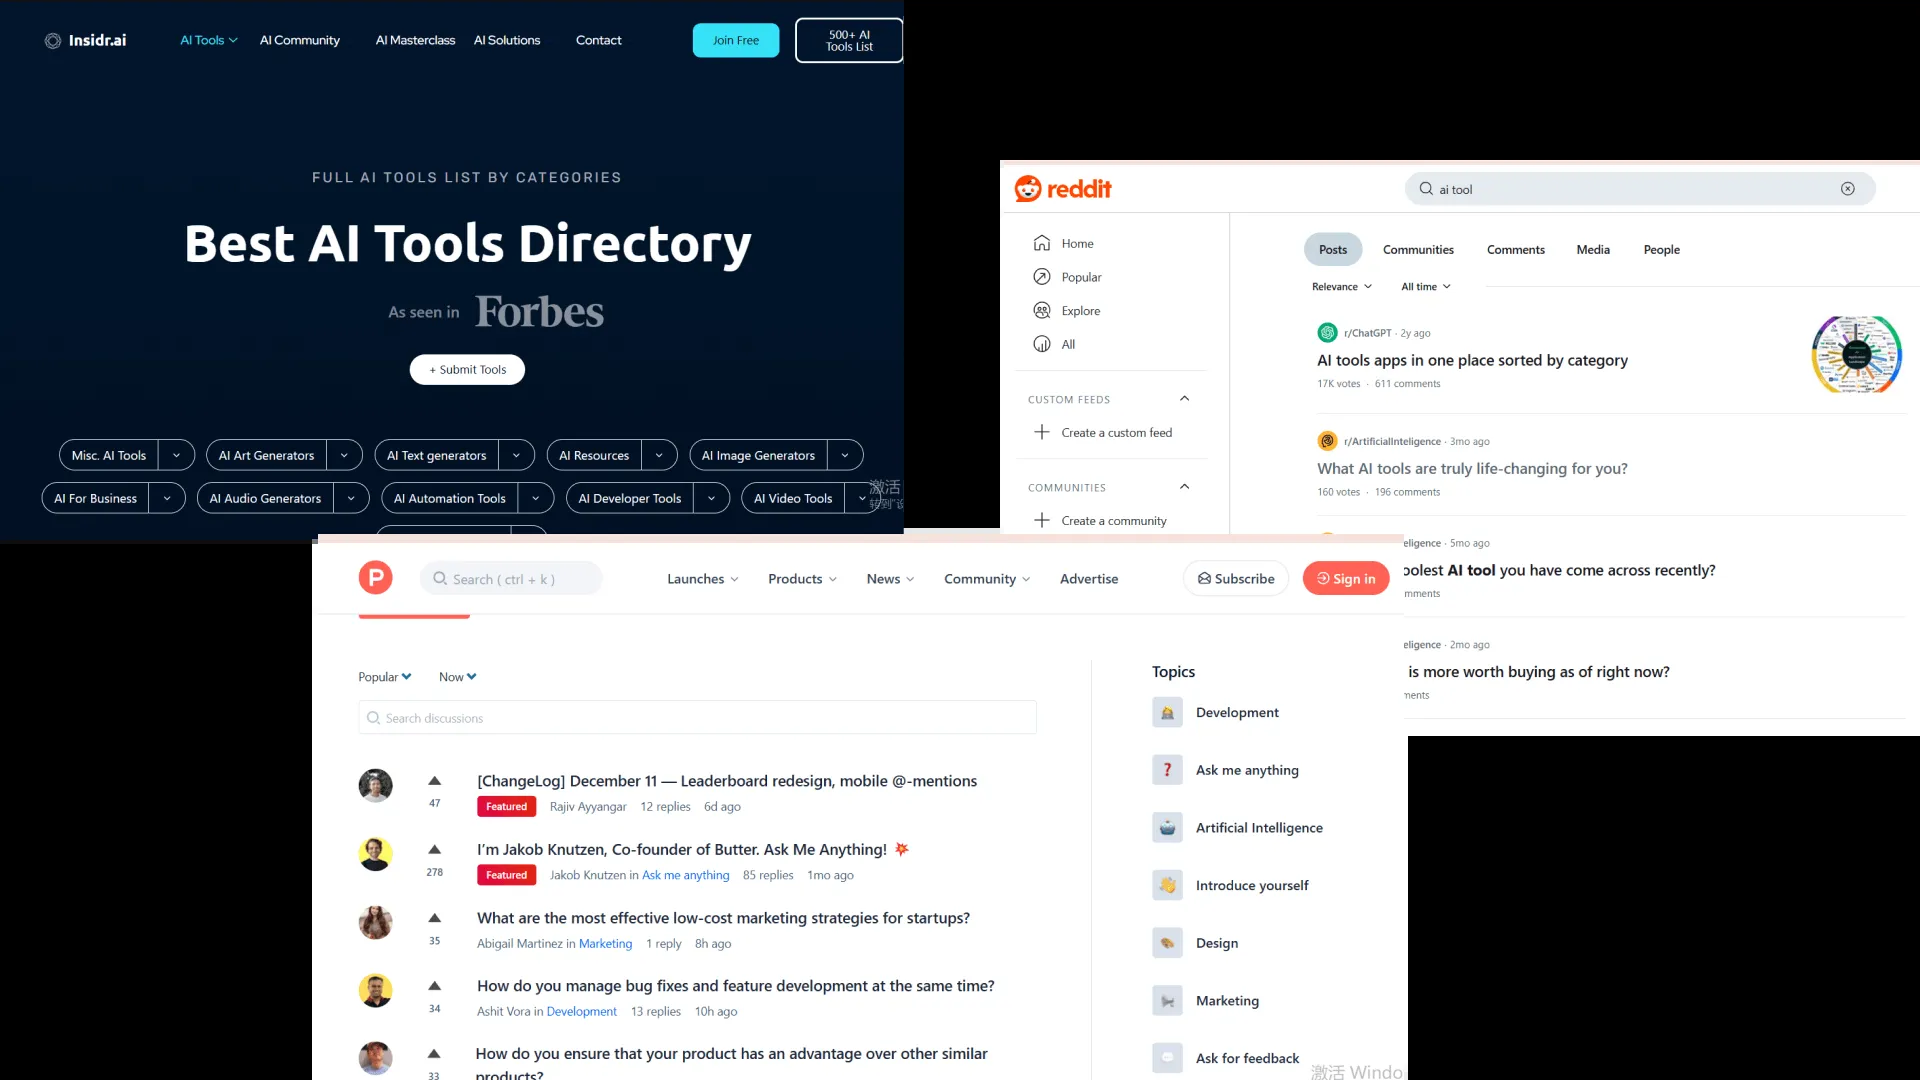 Insidr.ai
AI Tools
AI Community
AI Masterclass
AI Solutions
Contact
Join Free
500+ AI
Tools List
FULL AI TOOLS LIST BY CATEGORIES
Best AI Tools Directory
As seen in Forbes
+ Submit Tools
Misc. AI Tools
AI Art Generators
AI Text generators
AI Resources
AI Image Generators
AI For Business
AI Audio Generators
AI Automation Tools
AI Developer Tools
AI Video Tools
激活
转到"设
reddit
ai tool
Home
Popular
Explore
All
CUSTOM FEEDS
Create a custom feed
COMMUNITIES
Create a community
Posts
Communities
Comments
Media
People
Relevance
All time
r/ChatGPT · 2y ago
AI tools apps in one place sorted by category
17K votes · 611 comments
r/ArtificialInteligence · 3mo ago
What AI tools are truly life-changing for you?
160 votes · 196 comments
eligence · 5mo ago
oolest AI tool you have come across recently?
mments
eligence · 2mo ago
is more worth buying as of right now?
ments
P
Search ( ctrl + k )
Launches
Products
News
Community
Advertise
Subscribe
Sign in
Popular
Now
Search discussions
47
[ChangeLog] December 11 — Leaderboard redesign, mobile @-mentions
Featured
Rajiv Ayyangar
12 replies
6d ago
278
I'm Jakob Knutzen, Co-founder of Butter. Ask Me Anything!
Featured
Jakob Knutzen in Ask me anything
85 replies
1mo ago
35
What are the most effective low-cost marketing strategies for startups?
Abigail Martinez in Marketing
1 reply
8h ago
34
How do you manage bug fixes and feature development at the same time?
Ashit Vora in Development
13 replies
10h ago
33
How do you ensure that your product has an advantage over other similar
products?
Topics
Development
Ask me anything
Artificial Intelligence
Introduce yourself
Design
Marketing
Ask for feedback
激活 Windo